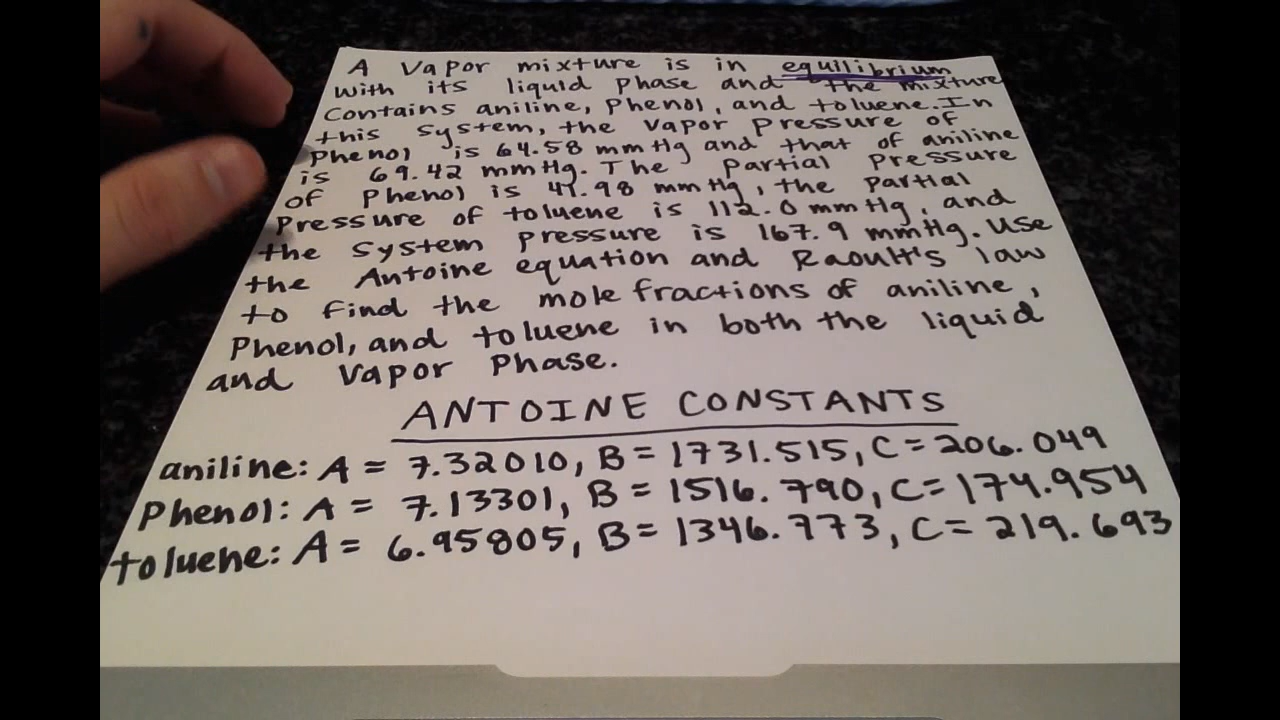 A vapor mixture is in equilibrium
with its liquid phase and the mixture
contains aniline, phenol, and toluene. In
this system, the vapor pressure of
phenol is 64.58 mmHg and that of aniline
is 69.42 mmHg. The partial pressure
of phenol is 41.98 mmHg, the partial
pressure of toluene is 112.0 mmHg, and
the system pressure is 167.9 mmHg. Use
the Antoine equation and Raoult's law
to find the mole fractions of aniline,
phenol, and toluene in both the liquid
and vapor phase.
ANTOINE CONSTANTS
aniline: A = 7.32010, B = 1731.515, C = 206.049
phenol: A = 7.13301, B = 1516.790, C = 174.954
toluene: A = 6.95805, B = 1346.773, C = 219.693